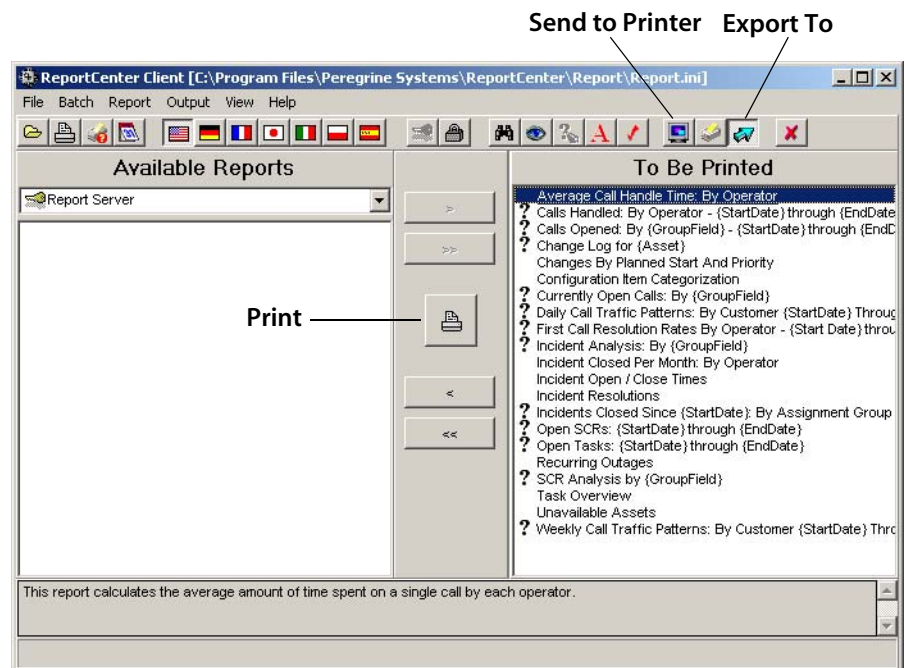 Send to Printer Export To
ReportCenter Client [C:\Program Files\Peregrine Systems\ReportCenter\Report\Report.ini]
File Batch Report Output View Help
Available Reports
To Be Printed
Report Server
>
>>
Print
<
<<
Average Call Handle Time: By Operator
? Calls Handled: By Operator - {StartDate} through {EndDate
? Calls Opened: By {GroupField} - {StartDate} through {EndD
? Change Log for {Asset}
Changes By Planned Start And Priority
Configuration Item Categorization
? Currently Open Calls: By {GroupField}
? Daily Call Traffic Patterns: By Customer {StartDate} Throug
? First Call Resolution Rates By Operator - {Start Date} throu
? Incident Analysis: By {GroupField}
Incident Closed Per Month: By Operator
Incident Open / Close Times
Incident Resolutions
? Incidents Closed Since {StartDate}: By Assignment Group
? Open SCRs: {StartDate} through {EndDate}
? Open Tasks: {StartDate} through {EndDate}
Recurring Outages
? SCR Analysis by {GroupField}
Task Overview
Unavailable Assets
? Weekly Call Traffic Patterns: By Customer {StartDate} Thro
This report calculates the average amount of time spent on a single call by each operator.